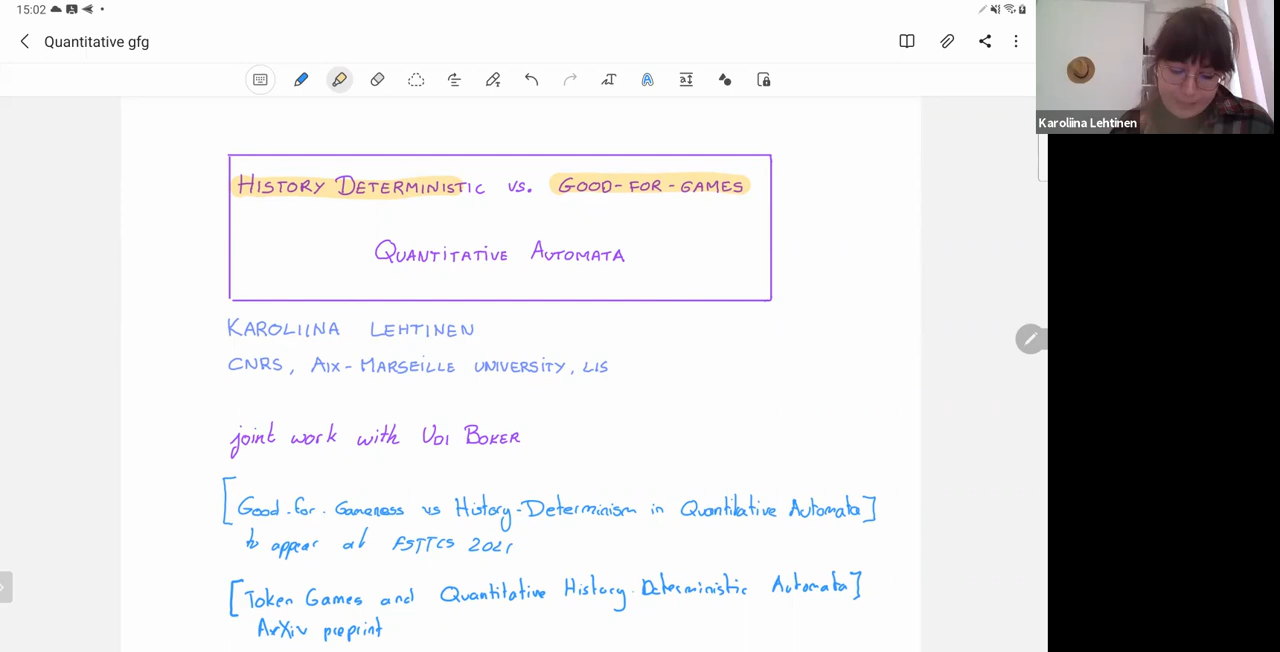 15:02
Quantitative gfg
Karoliina Lehtinen
HISTORY DETERMINISTIC vs. GOOD-FOR-GAMES
QUANTITATIVE AUTOMATA
KAROLIINA LEHTINEN
CNRS, AIX-MARSEILLE UNIVERSITY, LIS
joint work with UDI BOKER
[Good-for-Gameness vs History-Determinism in Quantitative Automata]
to appear at FSTTCS 2021
[Token Games and Quantitative History-Deterministic Automata]
ArXiv preprint